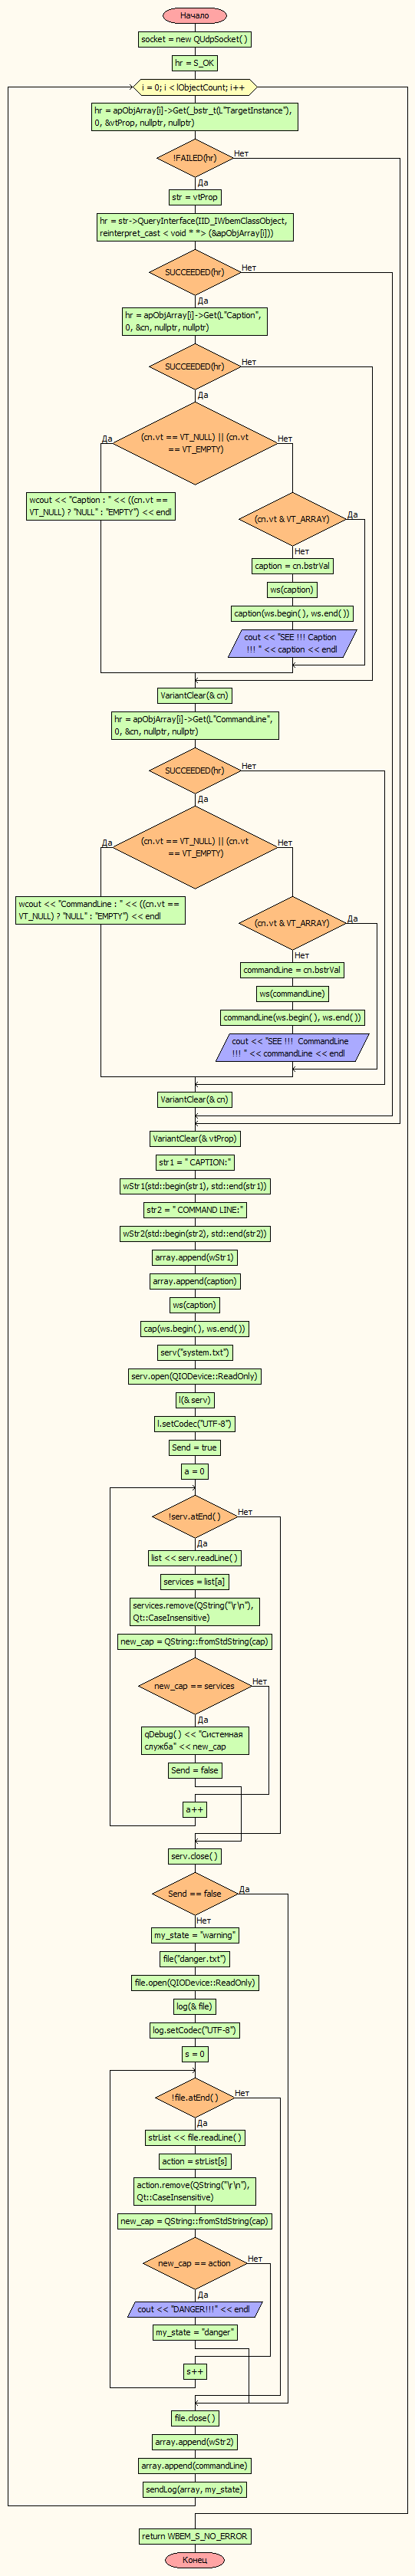 Начало
socket = new QUdpSocket( )
hr = S_OK
i = 0; i < lObjectCount; i++
hr = apObjArray[i]->Get(_bstr_t(L"TargetInstance"),
0, &vtProp, nullptr, nullptr)
!FAILED(hr)
Нет
Да
str = vtProp
hr = str->QueryInterface(IID_IWbemClassObject,
reinterpret_cast < void * *> (&apObjArray[i]))
SUCCEEDED(hr)
Нет
Да
hr = apObjArray[i]->Get(L"Caption",
0, &cn, nullptr, nullptr)
SUCCEEDED(hr)
Нет
Да
(cn.vt == VT_NULL) || (cn.vt
== VT_EMPTY)
Да
Нет
wcout << "Caption : " << ((cn.vt ==
VT_NULL) ? "NULL" : "EMPTY") << endl
(cn.vt & VT_ARRAY)
Да
Нет
caption = cn.bstrVal
ws(caption)
caption(ws.begin( ), ws.end( ))
cout << "SEE !!! Caption
!!! " << caption << endl
VariantClear(& cn)
hr = apObjArray[i]->Get(L"CommandLine",
0, &cn, nullptr, nullptr)
SUCCEEDED(hr)
Нет
Да
(cn.vt == VT_NULL) || (cn.vt
== VT_EMPTY)
Да
Нет
wcout << "CommandLine : " << ((cn.vt ==
VT_NULL) ? "NULL" : "EMPTY") << endl
(cn.vt & VT_ARRAY)
Да
Нет
commandLine = cn.bstrVal
ws(commandLine)
commandLine(ws.begin( ), ws.end( ))
cout << "SEE !!!  CommandLine
!!! " << commandLine << endl
VariantClear(& cn)
VariantClear(& vtProp)
str1 = " CAPTION:"
wStr1(std::begin(str1), std::end(str1))
str2 = " COMMAND LINE:"
wStr2(std::begin(str2), std::end(str2))
array.append(wStr1)
array.append(caption)
ws(caption)
cap(ws.begin( ), ws.end( ))
serv("system.txt")
serv.open(QIODevice::ReadOnly)
l(& serv)
l.setCodec("UTF-8")
Send = true
a = 0
!serv.atEnd( )
Нет
Да
list << serv.readLine( )
services = list[a]
services.remove(QString("\r\n"),
Qt::CaseInsensitive)
new_cap = QString::fromStdString(cap)
new_cap == services
Нет
Да
qDebug( ) << "Системная
служба" << new_cap
Send = false
a++
serv.close( )
Send == false
Да
Нет
my_state = "warning"
file("danger.txt")
file.open(QIODevice::ReadOnly)
log(& file)
log.setCodec("UTF-8")
s = 0
!file.atEnd( )
Нет
Да
strList << file.readLine( )
action = strList[s]
action.remove(QString("\r\n"),
Qt::CaseInsensitive)
new_cap = QString::fromStdString(cap)
new_cap == action
Нет
Да
cout << "DANGER!!!" << endl
my_state = "danger"
s++
file.close( )
array.append(wStr2)
array.append(commandLine)
sendLog(array, my_state)
return WBEM_S_NO_ERROR
Конец